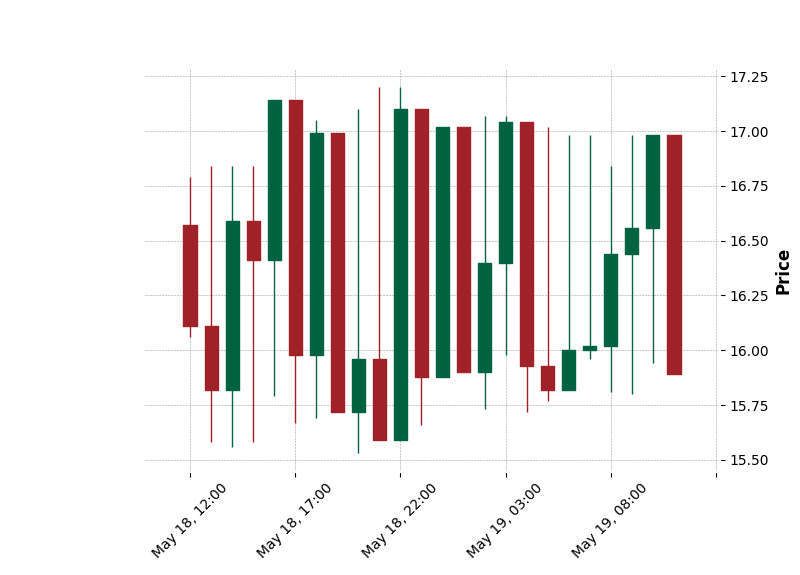 17.25
17.00
16.75
16.50
16.25
16.00
15.75
15.50
Price
May 18, 12:00
May 18, 17:00
May 18, 22:00
May 19, 03:00
May 19, 08:00